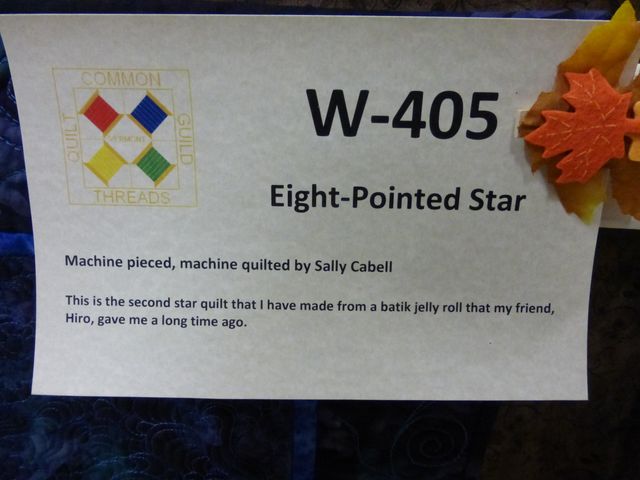 COMMON
QUILT
VERMONT
GUILD
THREADS
W-405
Eight-Pointed Star
Machine pieced, machine quilted by Sally Cabell
This is the second star quilt that I have made from a batik jelly roll that my friend,
Hiro, gave me a long time ago.